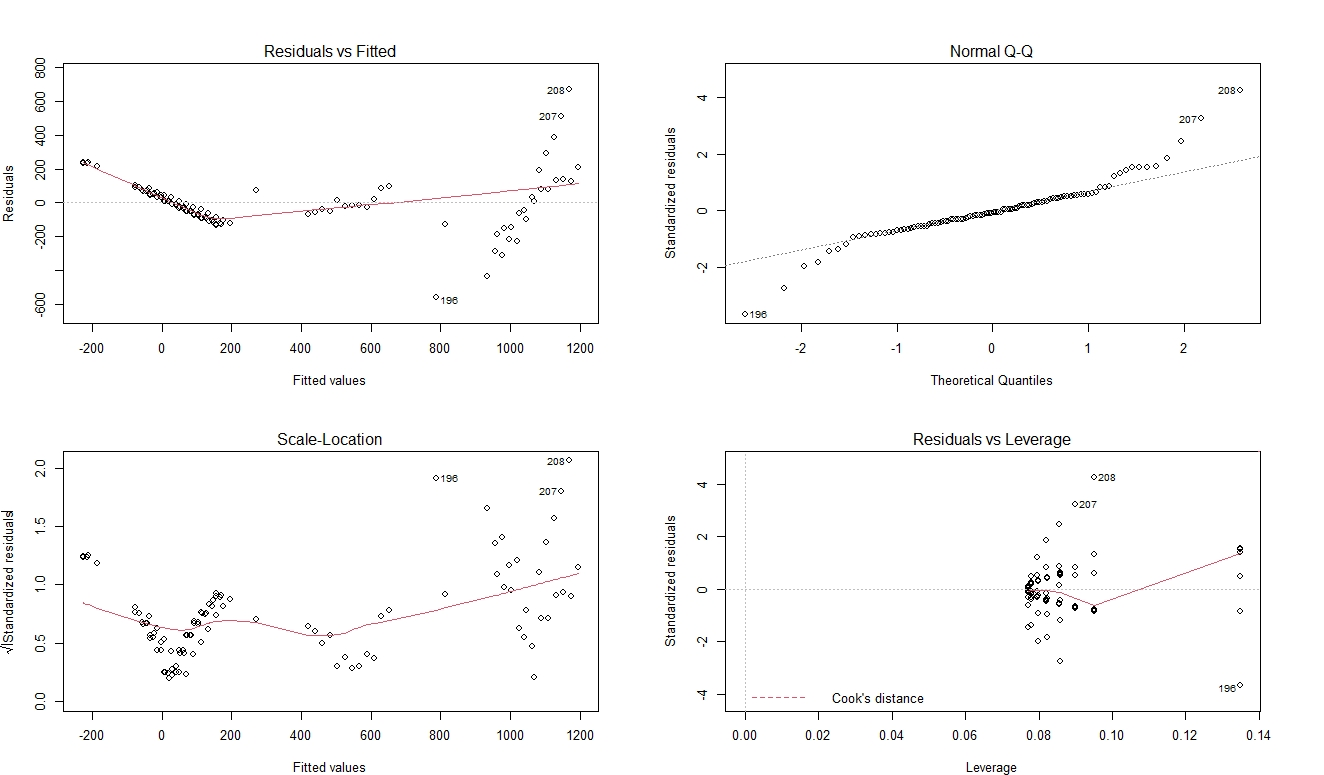 Residuals vs Fitted
Residuals
800
600
400
200
0
-200
-600
208
207
196
-200 0 200 400 600 800 1000 1200
Fitted values
Normal Q-Q
Standardized residuals
4
2
0
-2
208
207
196
-2 -1 0 1 2
Theoretical Quantiles
Scale-Location
√|Standardized residuals|
2.0
1.5
1.0
0.5
0.0
208
196
207
-200 0 200 400 600 800 1000 1200
Fitted values
Residuals vs Leverage
Standardized residuals
4
2
0
-2
-4
208
207
196
Cook's distance
0.00 0.02 0.04 0.06 0.08 0.10 0.12 0.14
Leverage